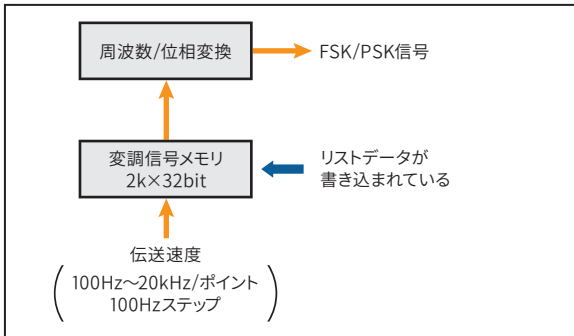 周波数/位相変換
FSK/PSK信号
変調信号メモリ
2k×32bit
リストデータが
書き込まれている
伝送速度
100Hz～20kHz/ポイント
100Hzステップ